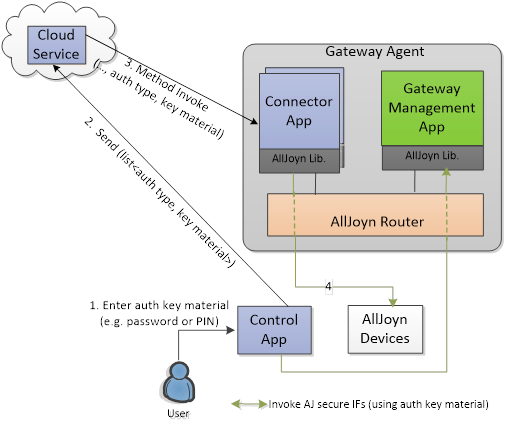 Cloud
Service
3. Method Invoke
(..., auth type, key material)
2. Send (list<auth type, key material>)
Gateway Agent
Connector
App
AllJoyn Lib.
Gateway
Management
App
AllJoyn Lib.
AllJoyn Router
4
1. Enter auth key material
(e.g. password or PIN)
Control
App
AllJoyn
Devices
User
Invoke AJ secure IFs (using auth key material)